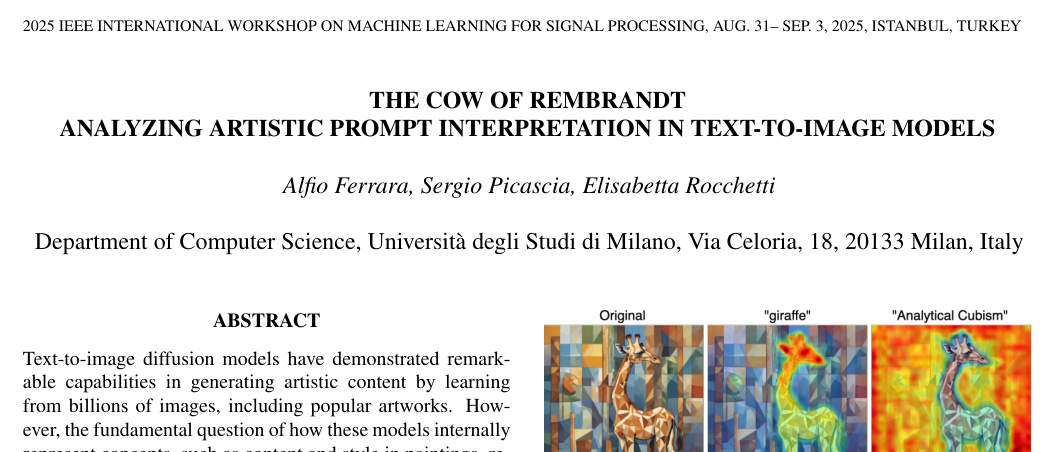 2025 IEEE INTERNATIONAL WORKSHOP ON MACHINE LEARNING FOR SIGNAL PROCESSING, AUG. 31– SEP. 3, 2025, ISTANBUL, TURKEY
THE COW OF REMBRANDT
ANALYZING ARTISTIC PROMPT INTERPRETATION IN TEXT-TO-IMAGE MODELS
Alfio Ferrara, Sergio Picascia, Elisabetta Rocchetti
Department of Computer Science, Università degli Studi di Milano, Via Celoria, 18, 20133 Milan, Italy
ABSTRACT
Text-to-image diffusion models have demonstrated remark-
able capabilities in generating artistic content by learning
from billions of images, including popular artworks. How-
ever, the fundamental question of how these models internally
Original "giraffe" "Analytical Cubism"